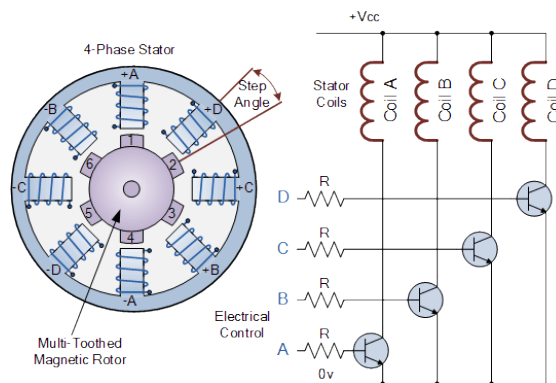 4-Phase Stator
+A
+D
+C
+B
-A
-D
-C
-B
1
2
3
4
5
6
Step
Angle
Multi-Toothed
Magnetic Rotor
Electrical
Control
+Vcc
Stator
Coils
Coil A
Coil B
Coil C
Coil D
D
R
C
R
B
R
A
R
0v